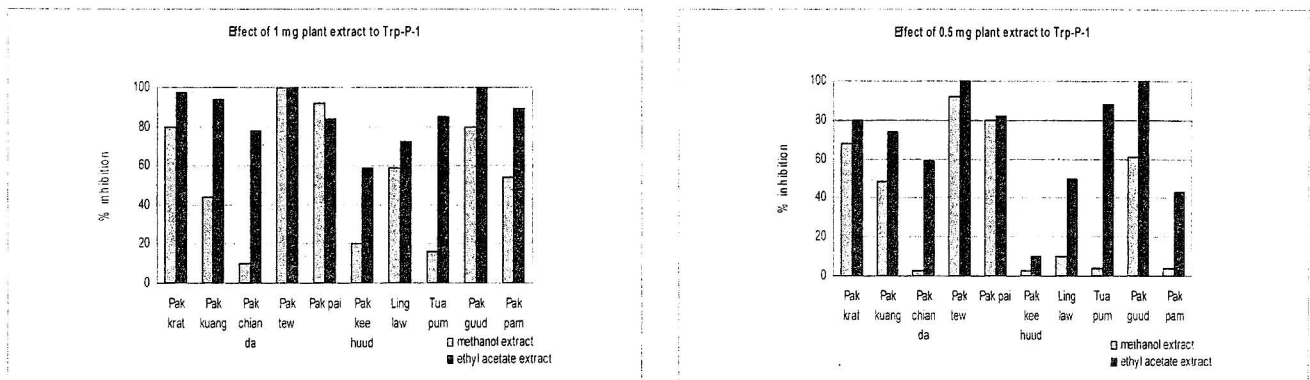 Effect of 1 mg plant extract to Trp-P-1
% inhibition
100
80
60
40
20
0
Pak krat
Pak kuang
Pak chian da
Pak tew
Pak pai
Pak kee huud
Ling law
Tua pum
Pak guud
Pak pam
methanol extract
ethyl acetate extract
Effect of 0.5 mg plant extract to Trp-P-1
% inhibition
100
80
60
40
20
0
Pak krat
Pak kuang
Pak chian da
Pak tew
Pak pai
Pak kee huud
Ling law
Tua pum
Pak guud
Pak pam
methanol extract
ethyl acetate extract